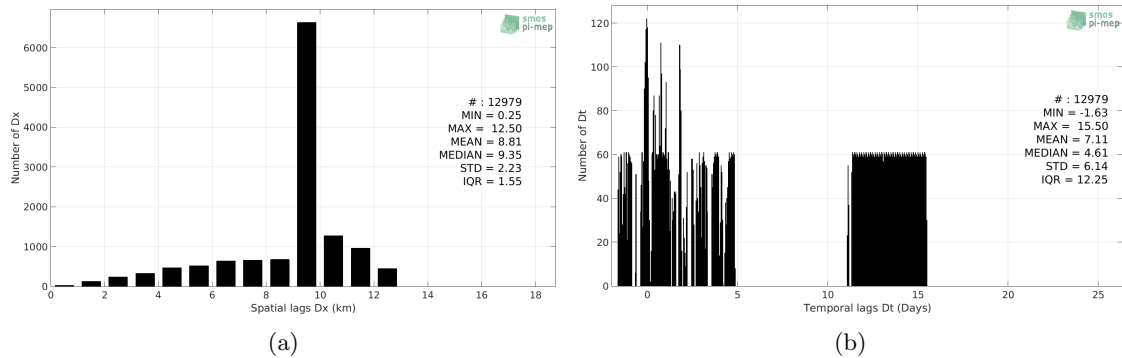 smos
pi-mep
6000
5000
4000
3000
2000
1000
0
Number of Dx
# : 12979
MIN = 0.25
MAX = 12.50
MEAN = 8.81
MEDIAN = 9.35
STD = 2.23
IQR = 1.55
0 2 4 6 8 10 12 14 16 18
Spatial lags Dx (km)
(a)
smos
pi-mep
120
100
80
60
40
20
0
Number of Dt
# : 12979
MIN = -1.63
MAX = 15.50
MEAN = 7.11
MEDIAN = 4.61
STD = 6.14
IQR = 12.25
0 5 10 15 20 25
Temporal lags Dt (Days)
(b)